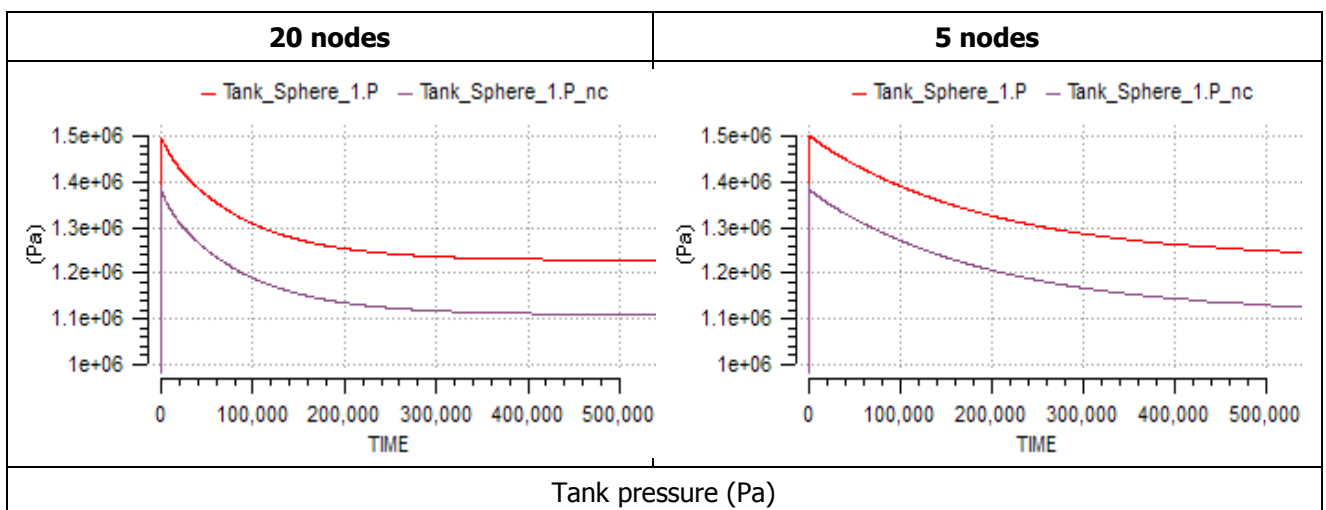 20 nodes
5 nodes
Tank_Sphere_1.P Tank_Sphere_1.P_nc
1.5e+06
1.4e+06
1.3e+06
1.2e+06
1.1e+06
1e+06
(Pa)
0 100,000 200,000 300,000 400,000 500,000
TIME
Tank_Sphere_1.P Tank_Sphere_1.P_nc
1.5e+06
1.4e+06
1.3e+06
1.2e+06
1.1e+06
1e+06
(Pa)
0 100,000 200,000 300,000 400,000 500,000
TIME
Tank pressure (Pa)